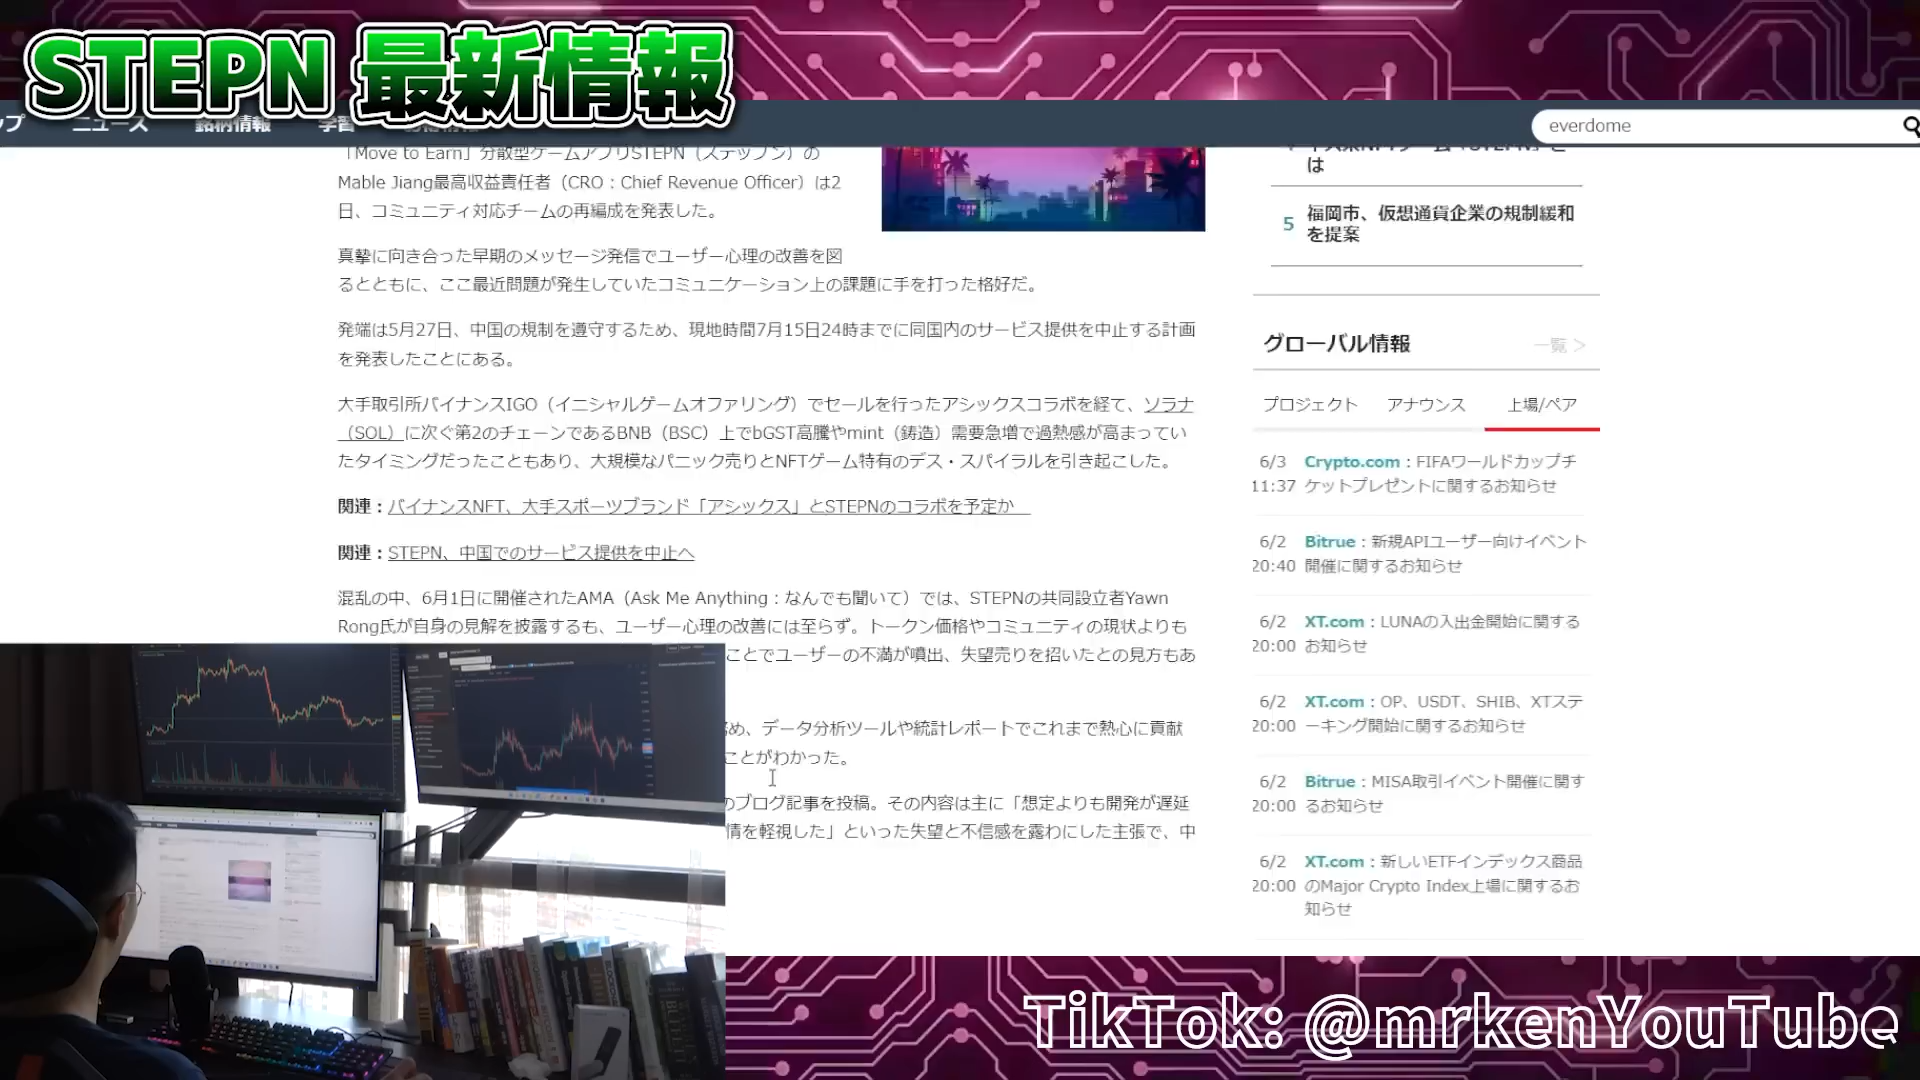 STEPN 最新情報
ップ ニュース 銘柄情報 学習
everdome
「Move to Earn」分散型ゲームアプリSTEPN（ステップン）の
Mable Jiang最高収益責任者（CRO：Chief Revenue Officer）は2
日、コミュニティ対応チームの再編成を発表した。
真摯に向き合った早期のメッセージ発信でユーザー心理の改善を図
るとともに、ここ最近問題が発生していたコミュニケーション上の課題に手を打った格好だ。
発端は5月27日、中国の規制を遵守するため、現地時間7月15日24時までに同国内のサービス提供を中止する計画
を発表したことにある。
大手取引所バイナンスIGO（イニシャルゲームオファリング）でセールを行ったアシックスコラボを経て、ソラナ
（SOL）に次ぐ第2のチェーンであるBNB（BSC）上でbGST高騰やmint（鋳造）需要急増で過熱感が高まってい
たタイミングだったこともあり、大規模なパニック売りとNFTゲーム特有のデス・スパイラルを引き起こした。
関連：バイナンスNFT、大手スポーツブランド「アシックス」とSTEPNのコラボを予定か
関連：STEPN、中国でのサービス提供を中止へ
混乱の中、6月1日に開催されたAMA（Ask Me Anything：なんでも聞いて）では、STEPNの共同設立者Yawn
Rong氏が自身の見解を披露するも、ユーザー心理の改善には至らず。トークン価格やコミュニティの現状よりも
ことでユーザーの不満が噴出、失望売りを招いたとの見方もあ
め、データ分析ツールや統計レポートでこれまで熱心に貢献
ことがわかった。
のブログ記事を投稿。その内容は主に「想定よりも開発が遅延
情を軽視した」といった失望と不信感を露わにした主張で、中
は
5 福岡市、仮想通貨企業の規制緩和
を提案
グローバル情報 一覧 >
プロジェクト アナウンス 上場/ペア
6/3 Crypto.com：FIFAワールドカップチ
11:37 ケットプレゼントに関するお知らせ
6/2 Bitrue：新規APIユーザー向けイベント
20:40 開催に関するお知らせ
6/2 XT.com：LUNAの入出金開始に関する
20:00 お知らせ
6/2 XT.com：OP、USDT、SHIB、XTステ
20:00 ーキング開始に関するお知らせ
6/2 Bitrue：MISA取引イベント開催に関す
20:00 るお知らせ
6/2 XT.com：新しいETFインデックス商品
20:00 のMajor Crypto Index上場に関するお
知らせ
TikTok: @mrkenYouTube